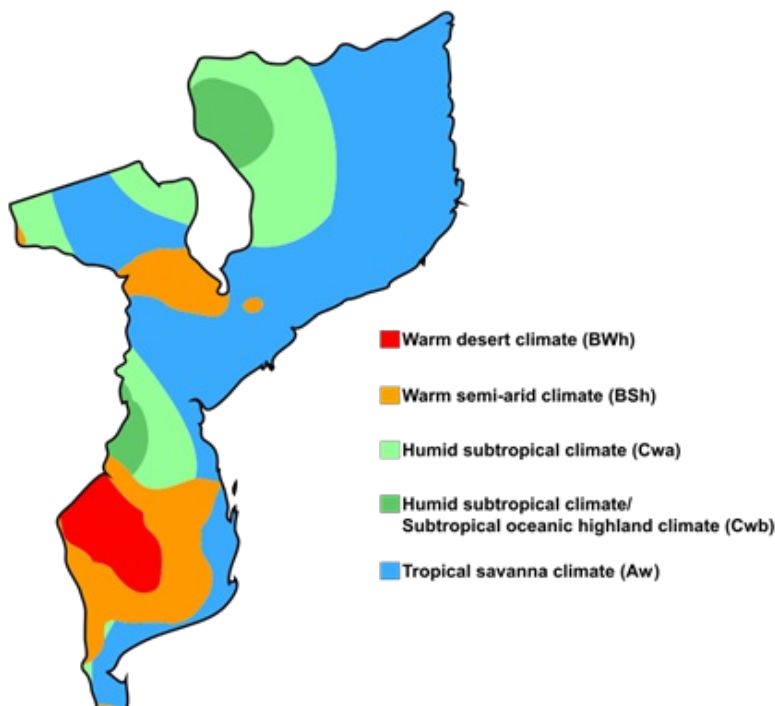 Warm desert climate (BWh)
Warm semi-arid climate (BSh)
Humid subtropical climate (Cwa)
Humid subtropical climate/
Subtropical oceanic highland climate (Cwb)
Tropical savanna climate (Aw)